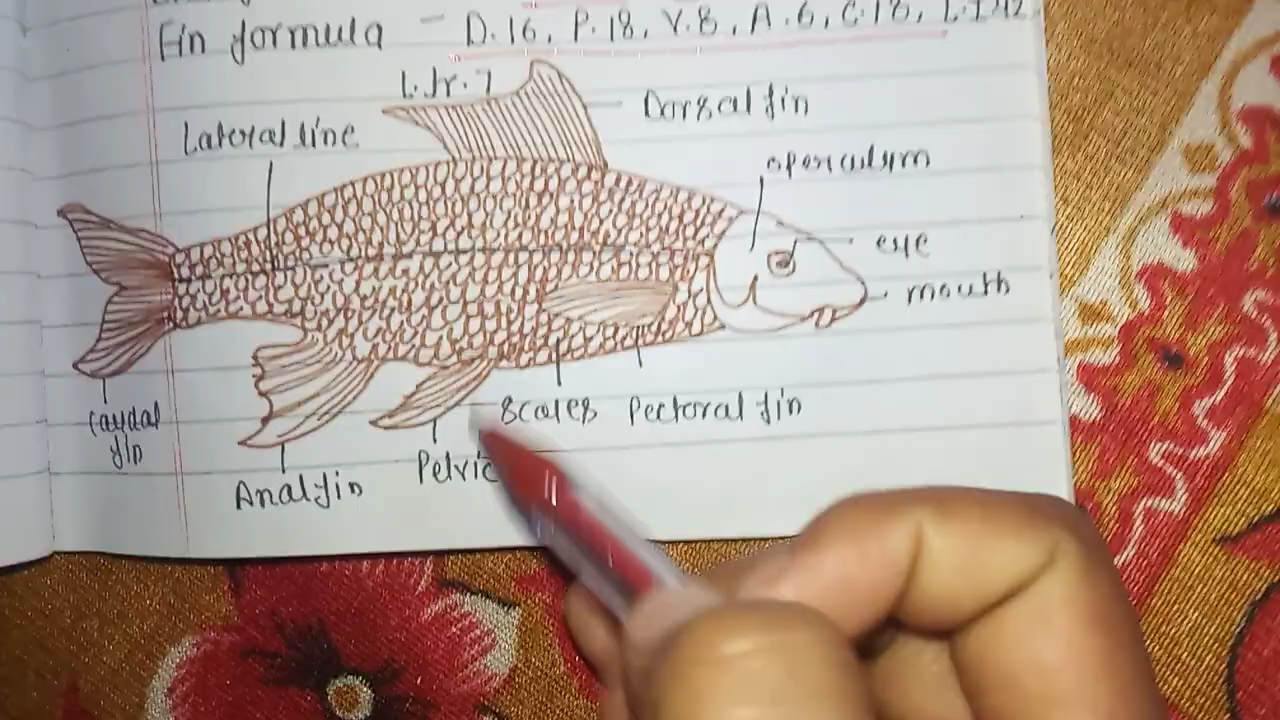 Fin formula - D.16, P.18, V.8, A.6, C.18,
L.tr.7
Dorsal fin
Lateral line
operculum
eye
mouth
scales
Pectoral fin
caudal
fin
Pelvic
Anal fin